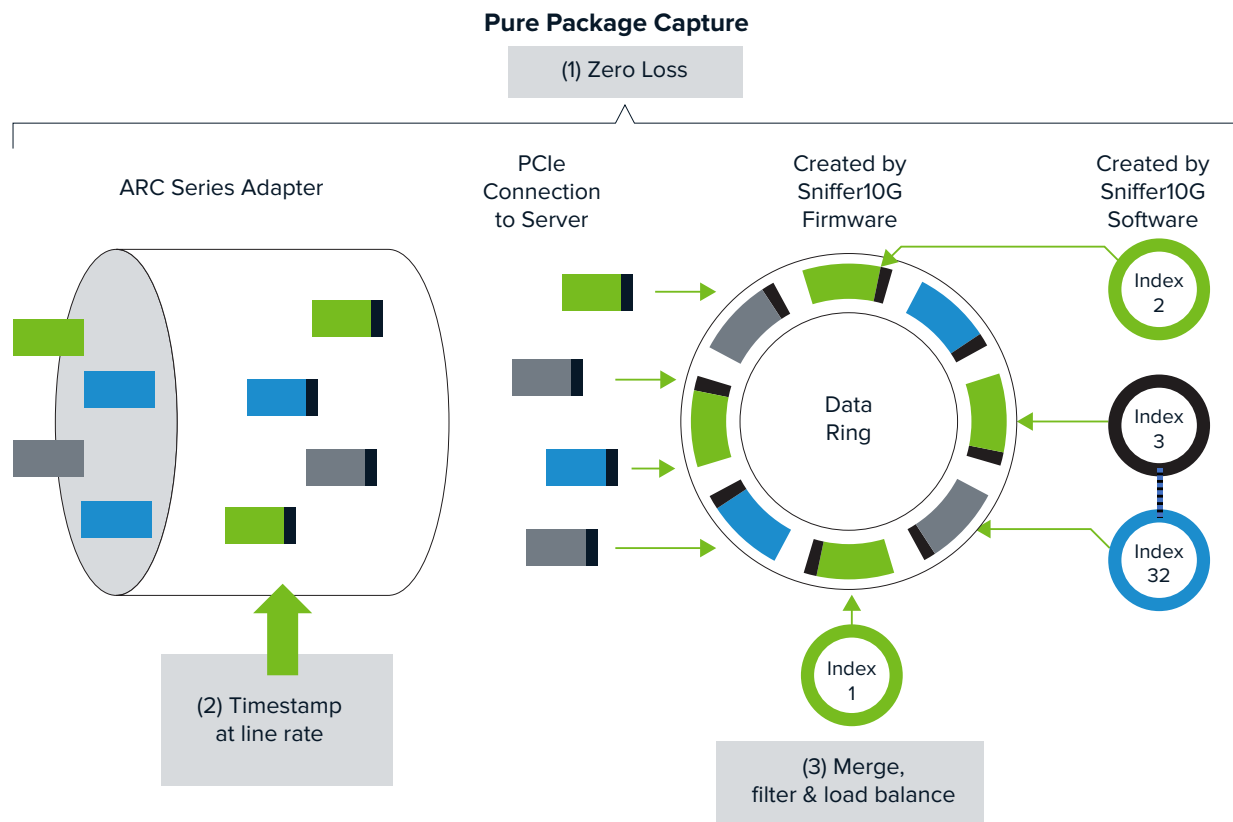 Pure Package Capture
(1) Zero Loss
ARC Series Adapter
PCIe
Connection
to Server
Created by
Sniffer10G
Firmware
Created by
Sniffer10G
Software
Index
2
Data
Ring
Index
3
Index
32
Index
1
(2) Timestamp
at line rate
(3) Merge,
filter & load balance